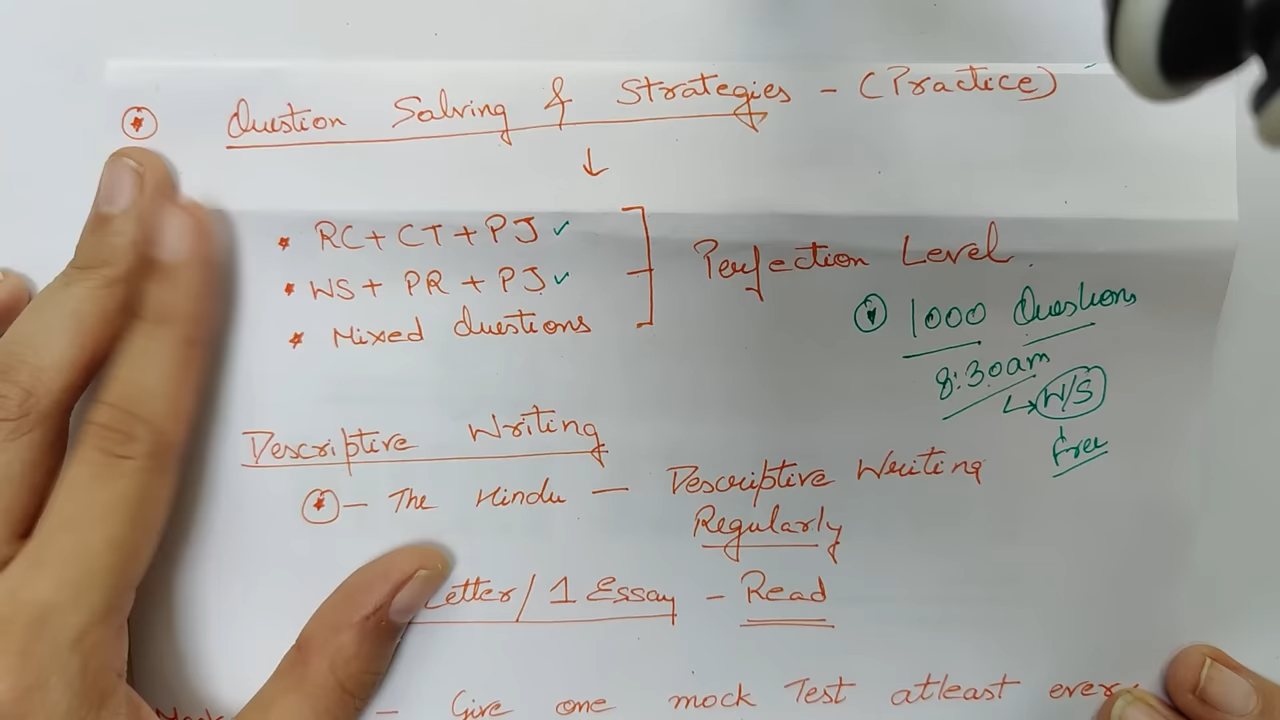 Question Solving & Strategies - (Practice)
↓
* RC + CT + PJ ✓
* WS + PR + PJ ✓
* Mixed Questions
Perfection Level.
1000 Questions
8:30am
↳ W/S
free
Descriptive Writing
* - The Hindu - Descriptive Writing
Regularly
Letter / 1 Essay - Read
- Give one mock Test atleast